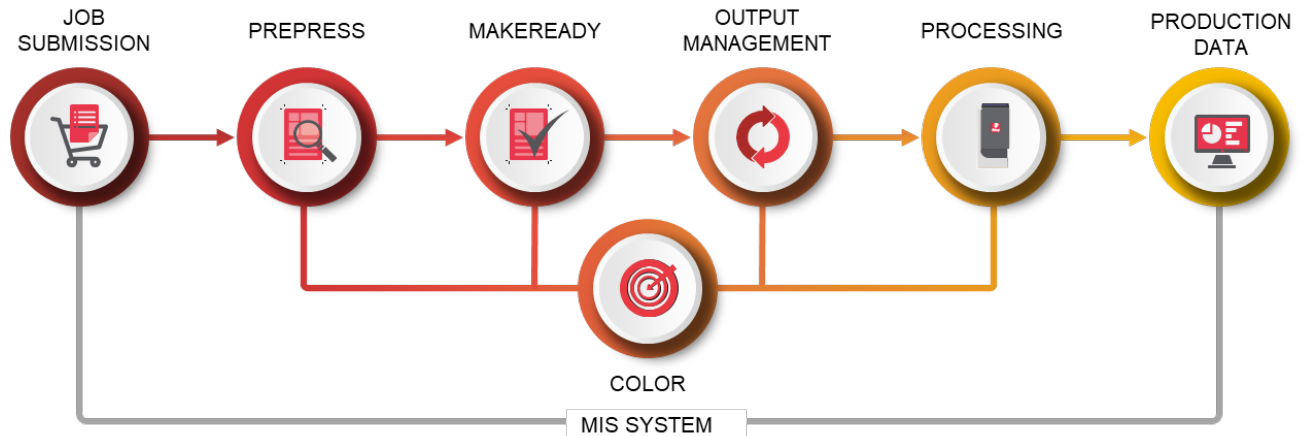 JOB
SUBMISSION
PREPRESS
MAKEREADY
OUTPUT
MANAGEMENT
PROCESSING
PRODUCTION
DATA
COLOR
MIS SYSTEM